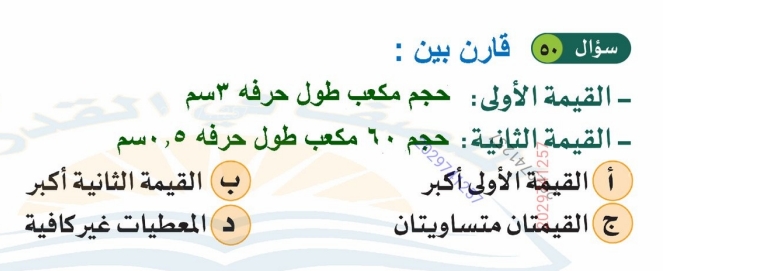 سؤال ٥٠ قارن بين :
- القيمة الأولى : حجم مكعب طول حرفه ٣سم
- القيمة الثانية : حجم ٦٠ مكعب طول حرفه ٠,٥سم
أ القيمة الأولى أكبر ب القيمة الثانية أكبر
ج القيمتان متساويتان د المعطيات غير كافية